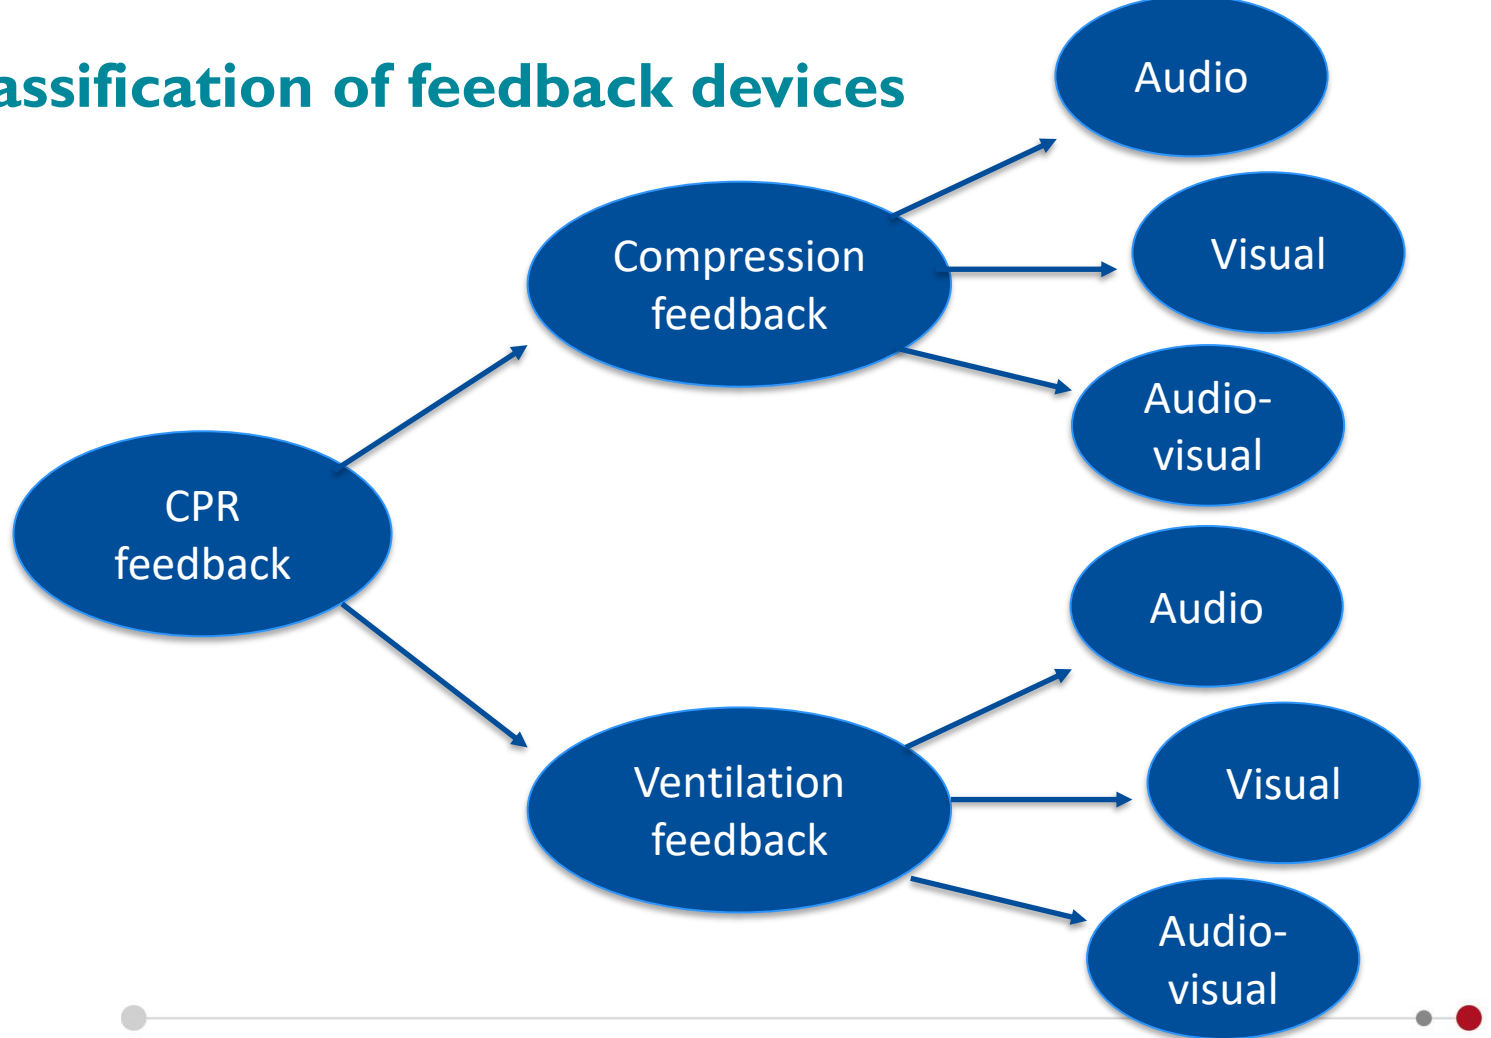 assification of feedback devices
Audio
Compression
feedback
Visual
Audio-
visual
CPR
feedback
Audio
Ventilation
feedback
Visual
Audio-
visual